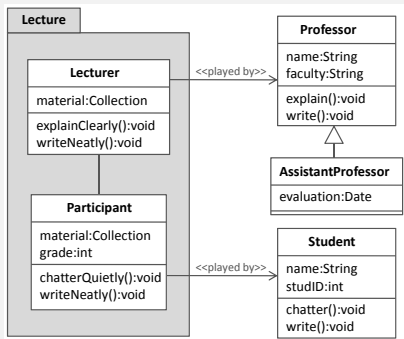 Lecture
Lecturer
material:Collection
explainClearly():void
writeNeatly():void
<<played by>>
Professor
name:String
faculty:String
explain():void
write():void
AssistantProfessor
evaluation:Date
Participant
material:Collection
grade:int
chatterQuietly():void
writeNeatly():void
<<played by>>
Student
name:String
studID:int
chatter():void
write():void